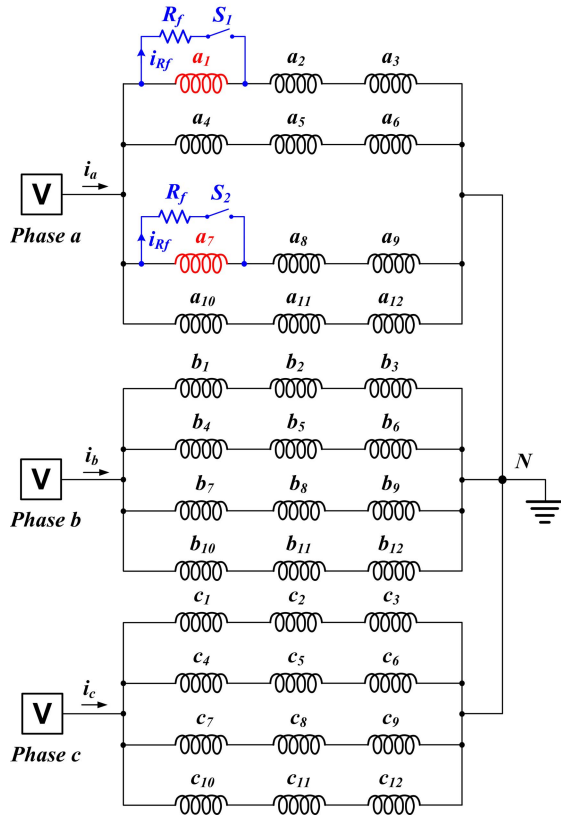 R_f S_1
i_Rf a_1 a_2 a_3
a_4 a_5 a_6
i_a
V
Phase a
R_f S_2
i_Rf a_7 a_8 a_9
a_10 a_11 a_12
b_1 b_2 b_3
b_4 b_5 b_6
i_b
V
Phase b
N
b_7 b_8 b_9
b_10 b_11 b_12
c_1 c_2 c_3
c_4 c_5 c_6
i_c
V
Phase c
c_7 c_8 c_9
c_10 c_11 c_12